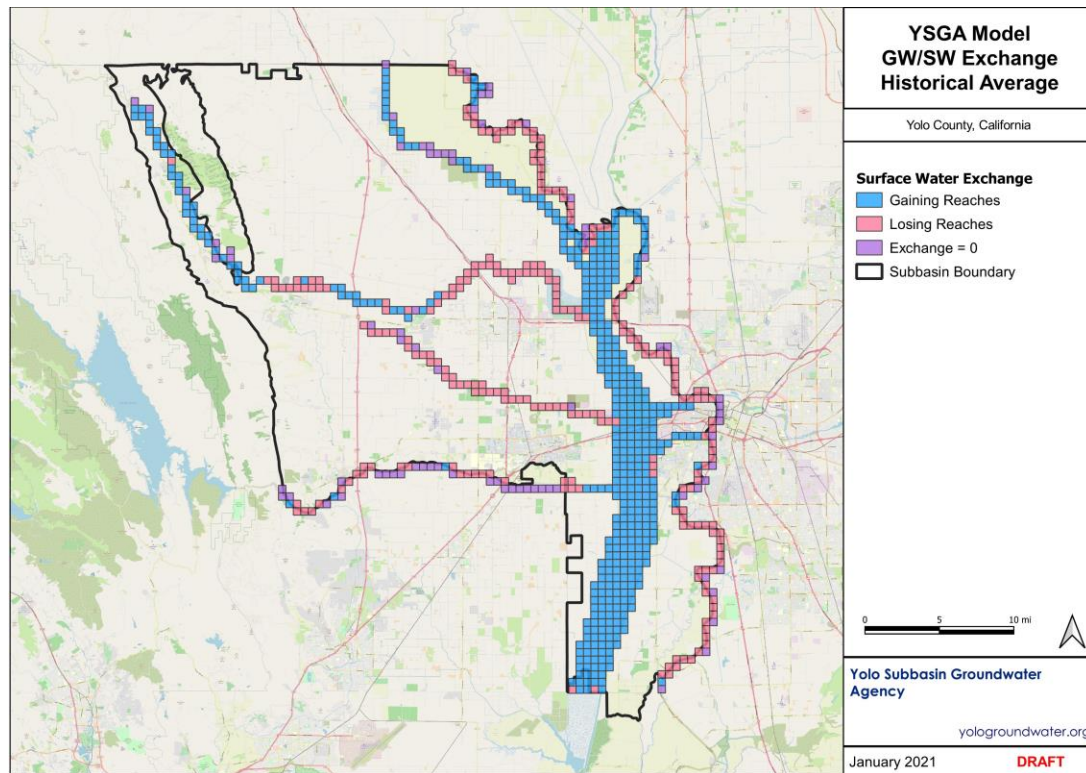 YSGA Model
GW/SW Exchange
Historical Average
Yolo County, California
Surface Water Exchange
Gaining Reaches
Losing Reaches
Exchange = 0
Subbasin Boundary
0 5 10 mi
Yolo Subbasin Groundwater
Agency
yologroundwater.org
January 2021 DRAFT